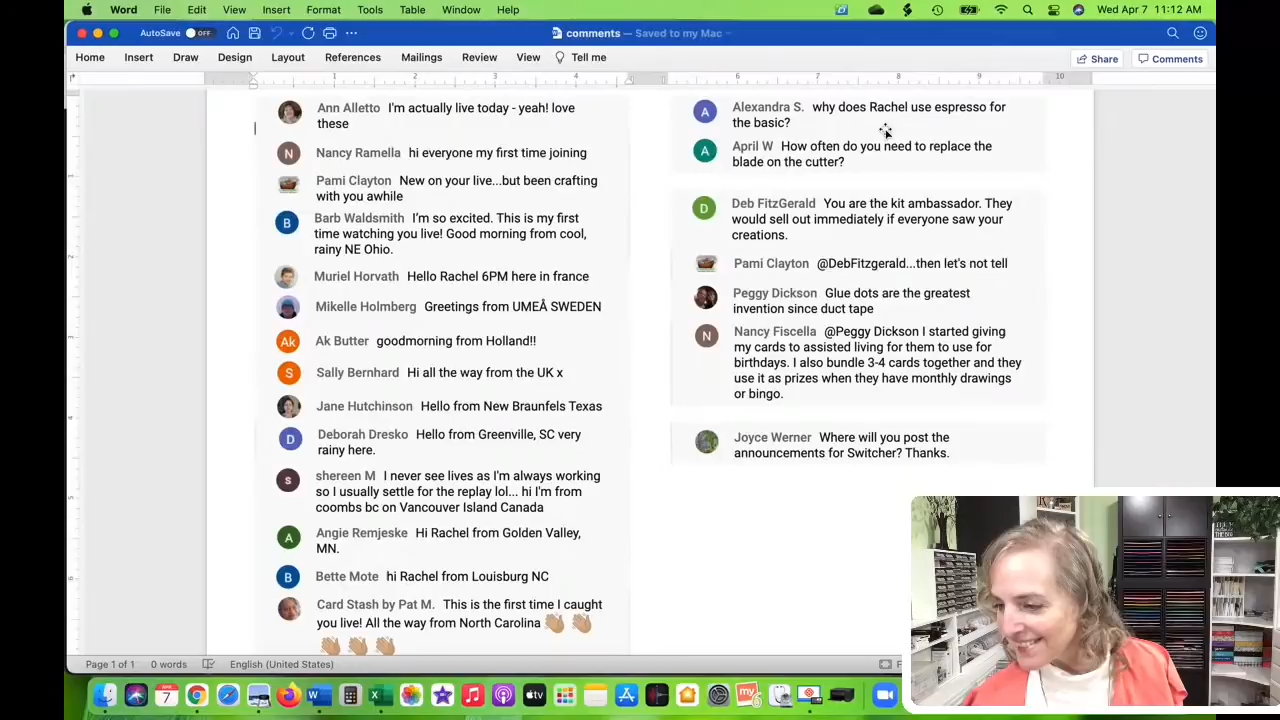 Word File Edit View Insert Format Tools Table Window Help
Wed Apr 7 11:12 AM
AutoSave OFF
comments — Saved to my Mac
Home Insert Draw Design Layout References Mailings Review View Tell me
Share Comments
1 2 3 4 6 7 8 9 10
Ann Alletto I'm actually live today - yeah! love
these
Nancy Ramella hi everyone my first time joining
Pami Clayton New on your live...but been crafting
with you awhile
Barb Waldsmith I'm so excited. This is my first
time watching you live! Good morning from cool,
rainy NE Ohio.
Muriel Horvath Hello Rachel 6PM here in france
Mikelle Holmberg Greetings from UMEÅ SWEDEN
Ak
Ak Butter goodmorning from Holland!!
S
Sally Bernhard Hi all the way from the UK x
Jane Hutchinson Hello from New Braunfels Texas
D
Deborah Dresko Hello from Greenville, SC very
rainy here.
s
shereen M I never see lives as I'm always working
so I usually settle for the replay lol... hi I'm from
coombs bc on Vancouver Island Canada
A
Angie Remjeske Hi Rachel from Golden Valley,
MN.
B
Bette Mote hi Rachel from Louisburg NC
Card Stash by Pat M. This is the first time I caught
you live! All the way from North Carolina 👏🏼 👏🏼
👏🏼 👏🏼 👏🏼
A
Alexandra S. why does Rachel use espresso for
the basic?
A
April W How often do you need to replace the
blade on the cutter?
D
Deb FitzGerald You are the kit ambassador. They
would sell out immediately if everyone saw your
creations.
Pami Clayton @DebFitzgerald...then let's not tell
Peggy Dickson Glue dots are the greatest
invention since duct tape
N
Nancy Fiscella @Peggy Dickson I started giving
my cards to assisted living for them to use for
birthdays. I also bundle 3-4 cards together and they
use it as prizes when they have monthly drawings
or bingo.
Joyce Werner Where will you post the
announcements for Switcher? Thanks.
Page 1 of 1 0 words English (United States)